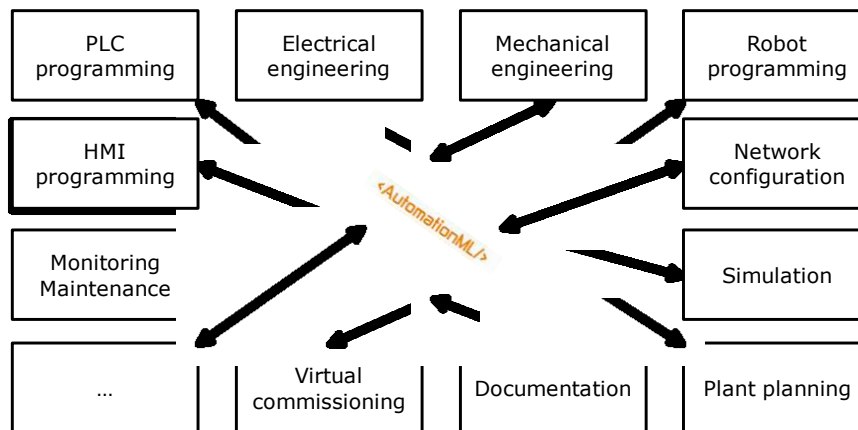 PLC
programming
Electrical
engineering
Mechanical
engineering
Robot
programming
HMI
programming
Network
configuration
<AutomationML/>
Monitoring
Maintenance
Simulation
...
Virtual
commissioning
Documentation
Plant planning